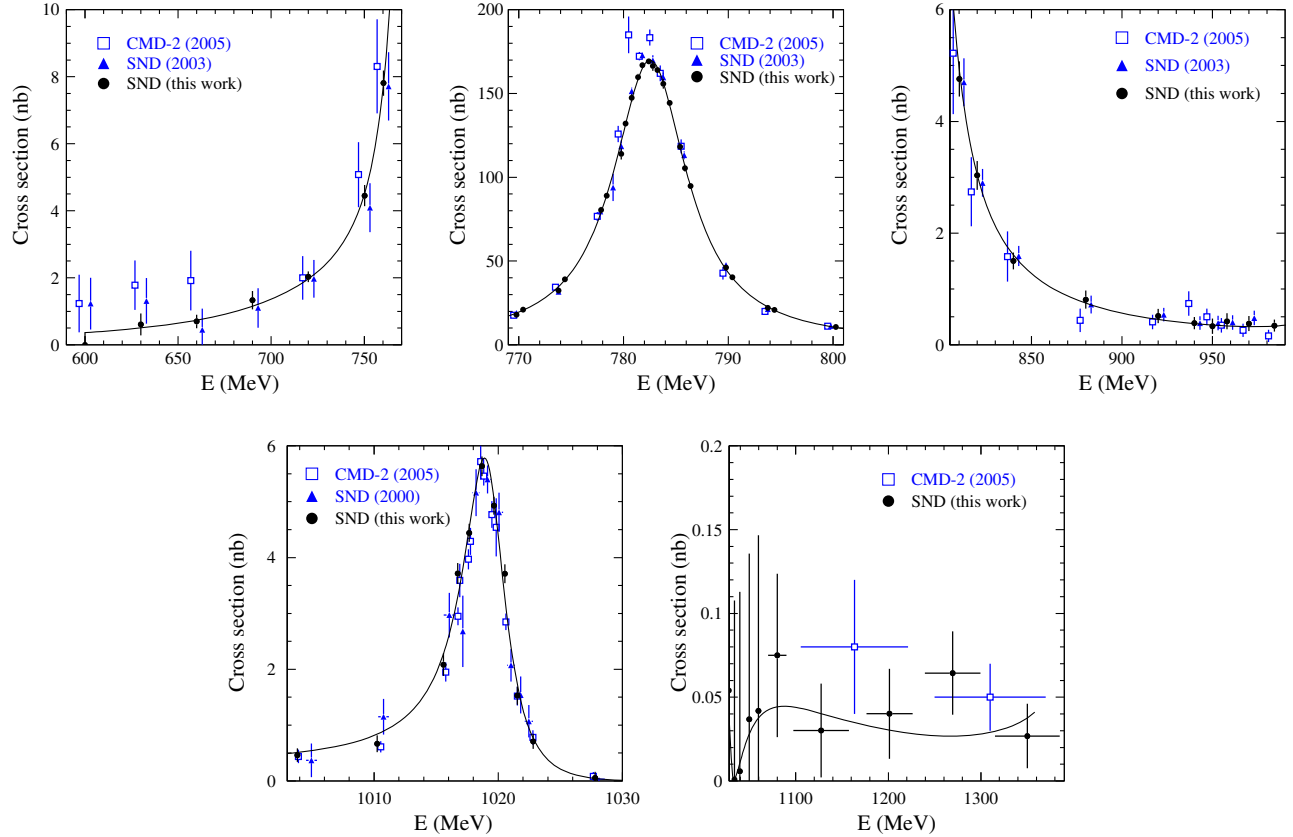 10
8
6
4
2
0
Cross section (nb)
CMD-2 (2005)
SND (2003)
SND (this work)
600
650
700
750
E (MeV)
200
150
100
50
0
Cross section (nb)
CMD-2 (2005)
SND (2003)
SND (this work)
770
780
790
800
E (MeV)
6
4
2
0
Cross section (nb)
CMD-2 (2005)
SND (2003)
SND (this work)
850
900
950
E (MeV)
6
4
2
0
Cross section (nb)
CMD-2 (2005)
SND (2000)
SND (this work)
1010
1020
1030
E (MeV)
0.2
0.15
0.1
0.05
0
Cross section (nb)
CMD-2 (2005)
SND (this work)
1100
1200
1300
E (MeV)